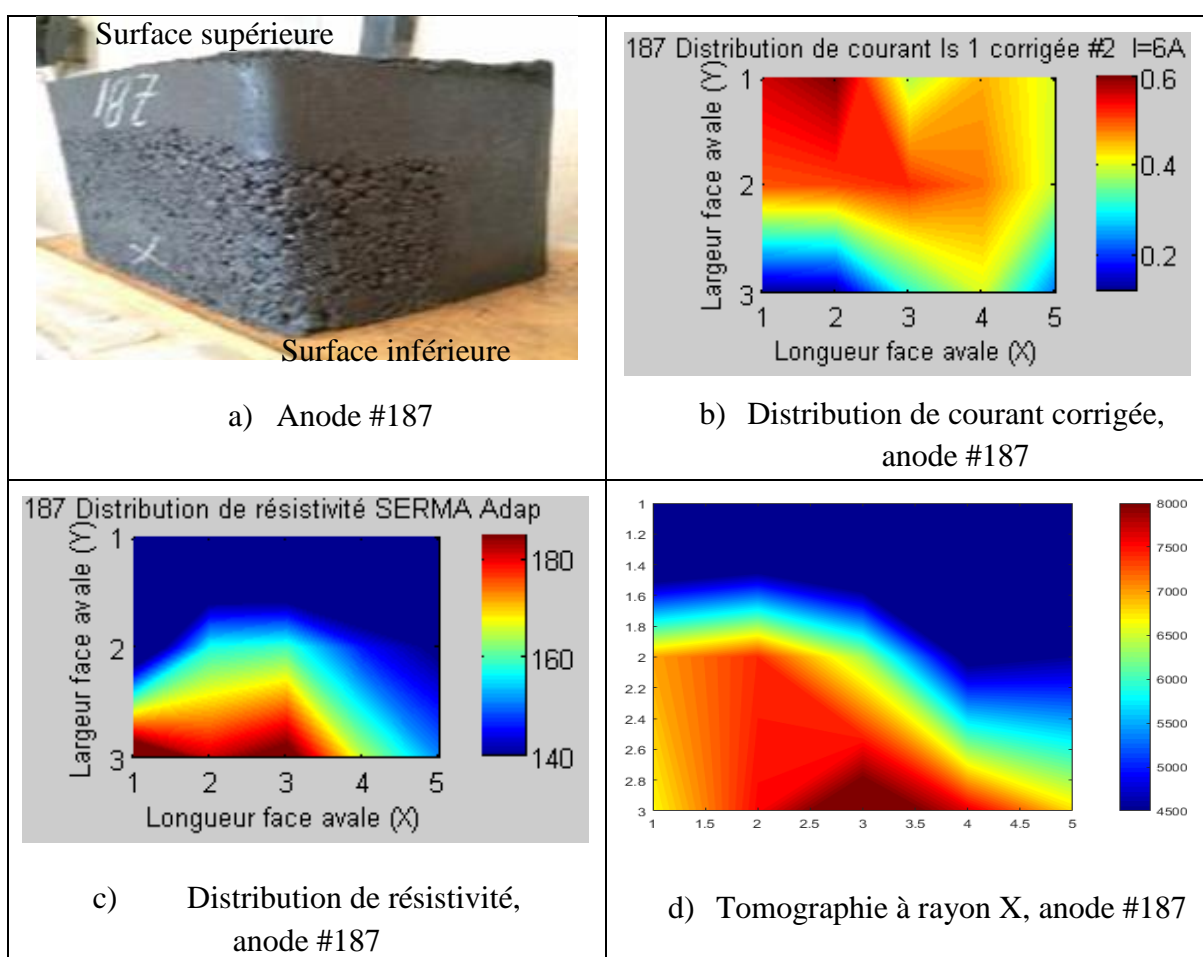 Surface supérieure
187
X
Surface inférieure
a) Anode #187
187 Distribution de courant Is 1 corrigée #2 I=6A
Largeur face avale (Y)
1
2
3
1 2 3 4 5
Longueur face avale (X)
0.6
0.4
0.2
b) Distribution de courant corrigée,
anode #187
187 Distribution de résistivité SERMA Adap
Largeur face avale (Y)
1
2
3
1 2 3 4 5
Longueur face avale (X)
180
160
140
c) Distribution de résistivité,
anode #187
1
1.2
1.4
1.6
1.8
2
2.2
2.4
2.6
2.8
3
1 1.5 2 2.5 3 3.5 4 4.5 5
8000
7500
7000
6500
6000
5500
5000
4500
d) Tomographie à rayon X, anode #187